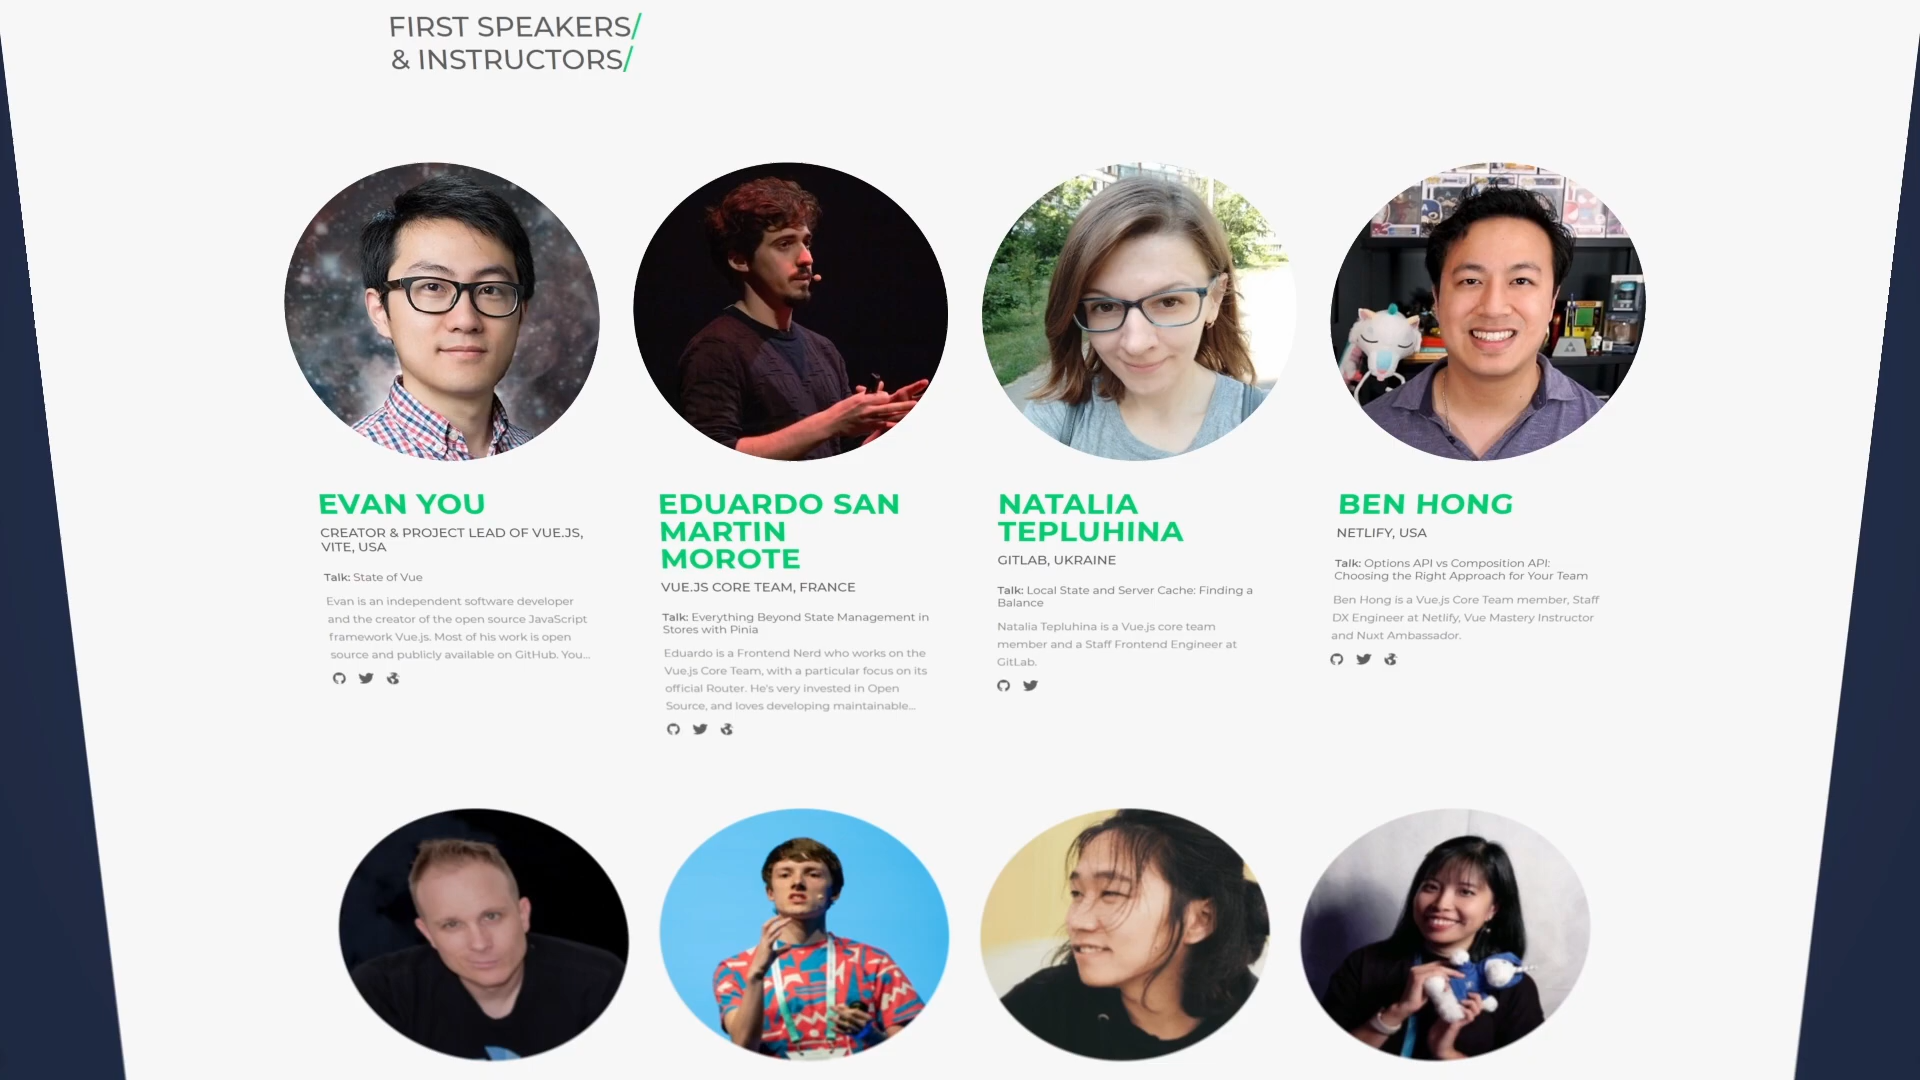 FIRST SPEAKERS/
& INSTRUCTORS/
EVAN YOU
CREATOR & PROJECT LEAD OF VUE.JS,
VITE, USA
Talk: State of Vue
Evan is an independent software developer
and the creator of the open source JavaScript
framework Vue.js. Most of his work is open
source and publicly available on GitHub. You...
EDUARDO SAN
MARTIN
MOROTE
VUE.JS CORE TEAM, FRANCE
Talk: Everything Beyond State Management in
Stores with Pinia
Eduardo is a Frontend Nerd who works on the
Vue.js Core Team, with a particular focus on its
official Router. He's very invested in Open
Source, and loves developing maintainable...
NATALIA
TEPLUHINA
GITLAB, UKRAINE
Talk: Local State and Server Cache: Finding a
Balance
Natalia Tepluhina is a Vue.js core team
member and a Staff Frontend Engineer at
GitLab.
BEN HONG
NETLIFY, USA
Talk: Options API vs Composition API:
Choosing the Right Approach for Your Team
Ben Hong is a Vue.js Core Team member, Staff
DX Engineer at Netlify, Vue Mastery Instructor
and Nuxt Ambassador.